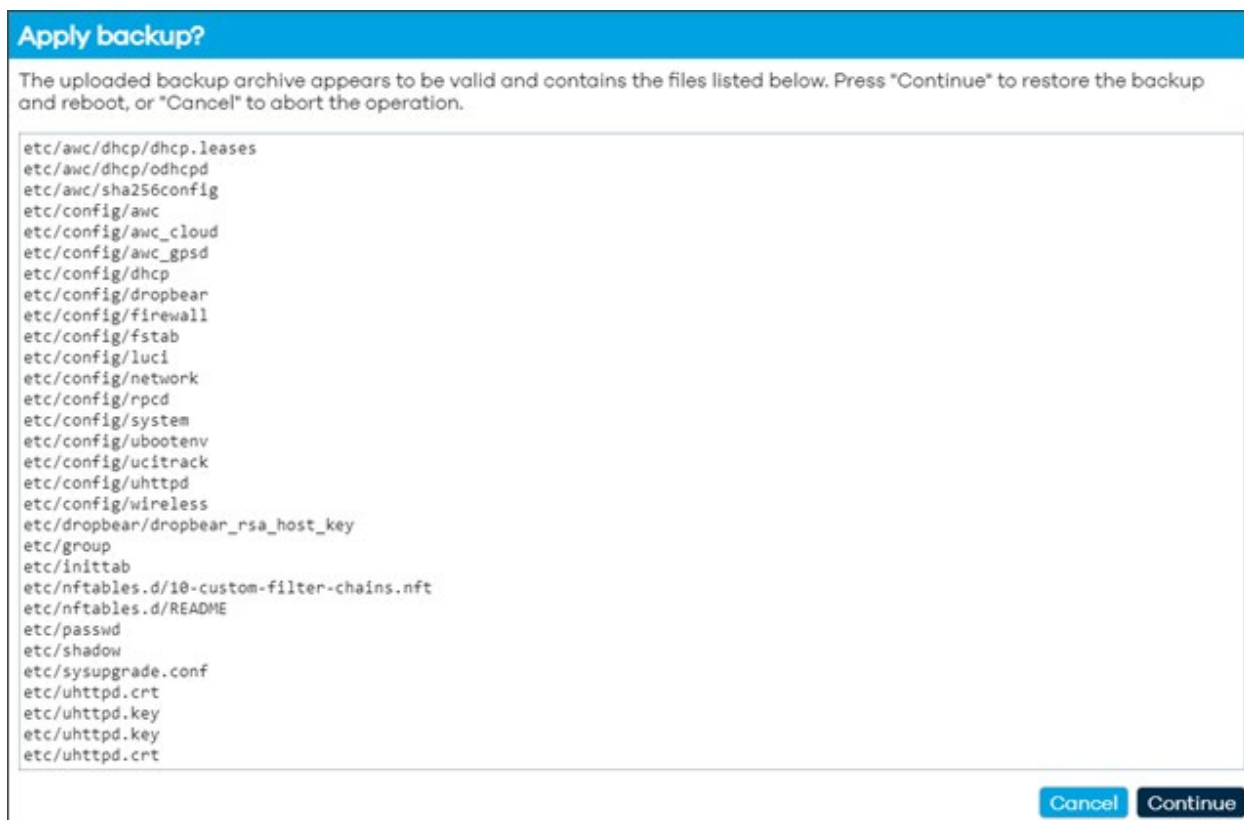 Apply backup?
The uploaded backup archive appears to be valid and contains the files listed below. Press "Continue" to restore the backup
and reboot, or "Cancel" to abort the operation.
etc/awc/dhcp/dhcp.leases
etc/awc/dhcp/odhcpd
etc/awc/sha256config
etc/config/awc
etc/config/awc_cloud
etc/config/awc_gpsd
etc/config/dhcp
etc/config/dropbear
etc/config/firewall
etc/config/fstab
etc/config/luci
etc/config/network
etc/config/rpcd
etc/config/system
etc/config/ubootenv
etc/config/ucitrack
etc/config/uhttpd
etc/config/wireless
etc/dropbear/dropbear_rsa_host_key
etc/group
etc/inittab
etc/nftables.d/10-custom-filter-chains.nft
etc/nftables.d/README
etc/passwd
etc/shadow
etc/sysupgrade.conf
etc/uhttpd.crt
etc/uhttpd.key
etc/uhttpd.key
etc/uhttpd.crt
Cancel Continue